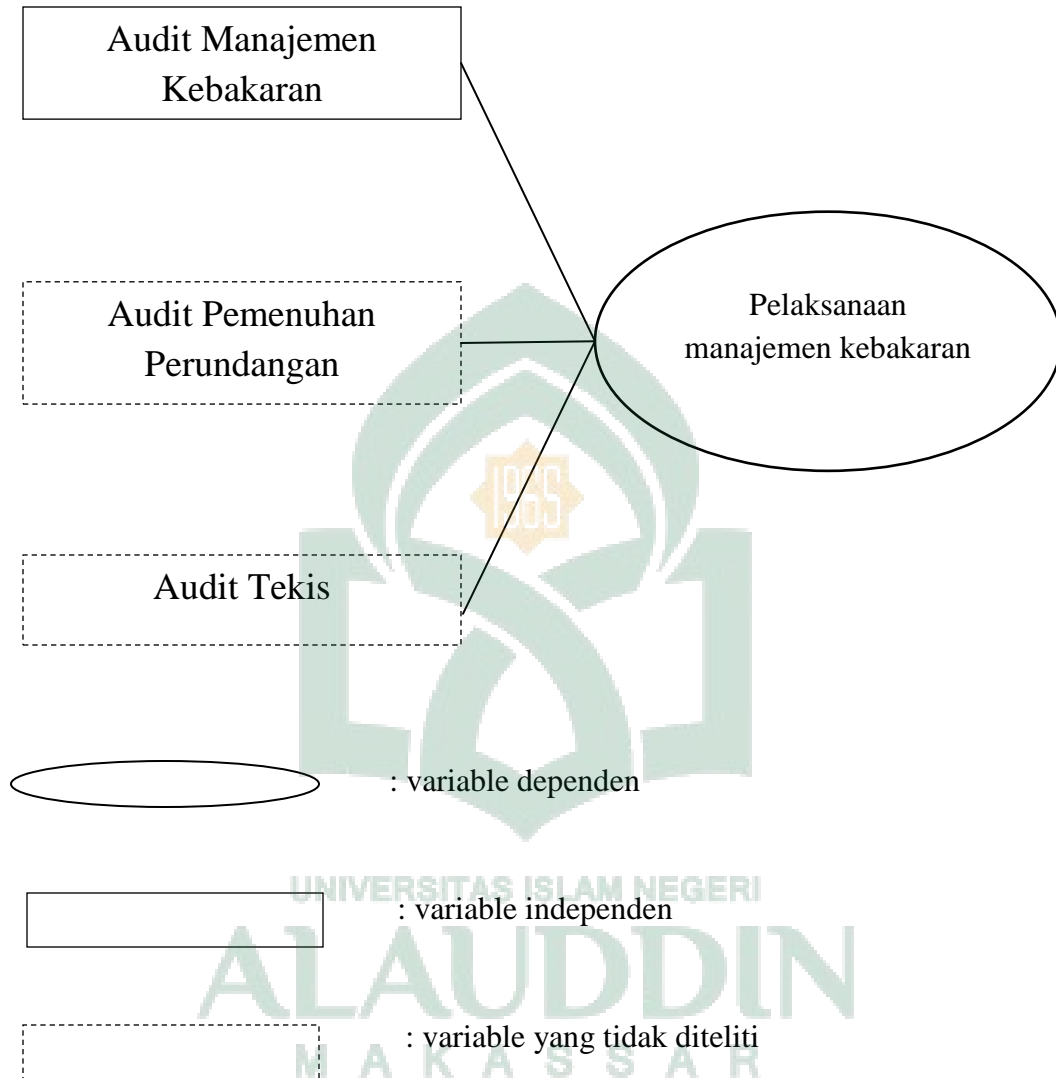 Audit Manajemen
Kebakaran
Audit Pemenuhan
Perundangan
Pelaksanaan
manajemen kebakaran
1965
Audit Tekis
: variable dependen
UNIVERSITAS ISLAM NEGERI
: variable independen
ALAUDDIN
: variable yang tidak diteliti
MAKASSAR